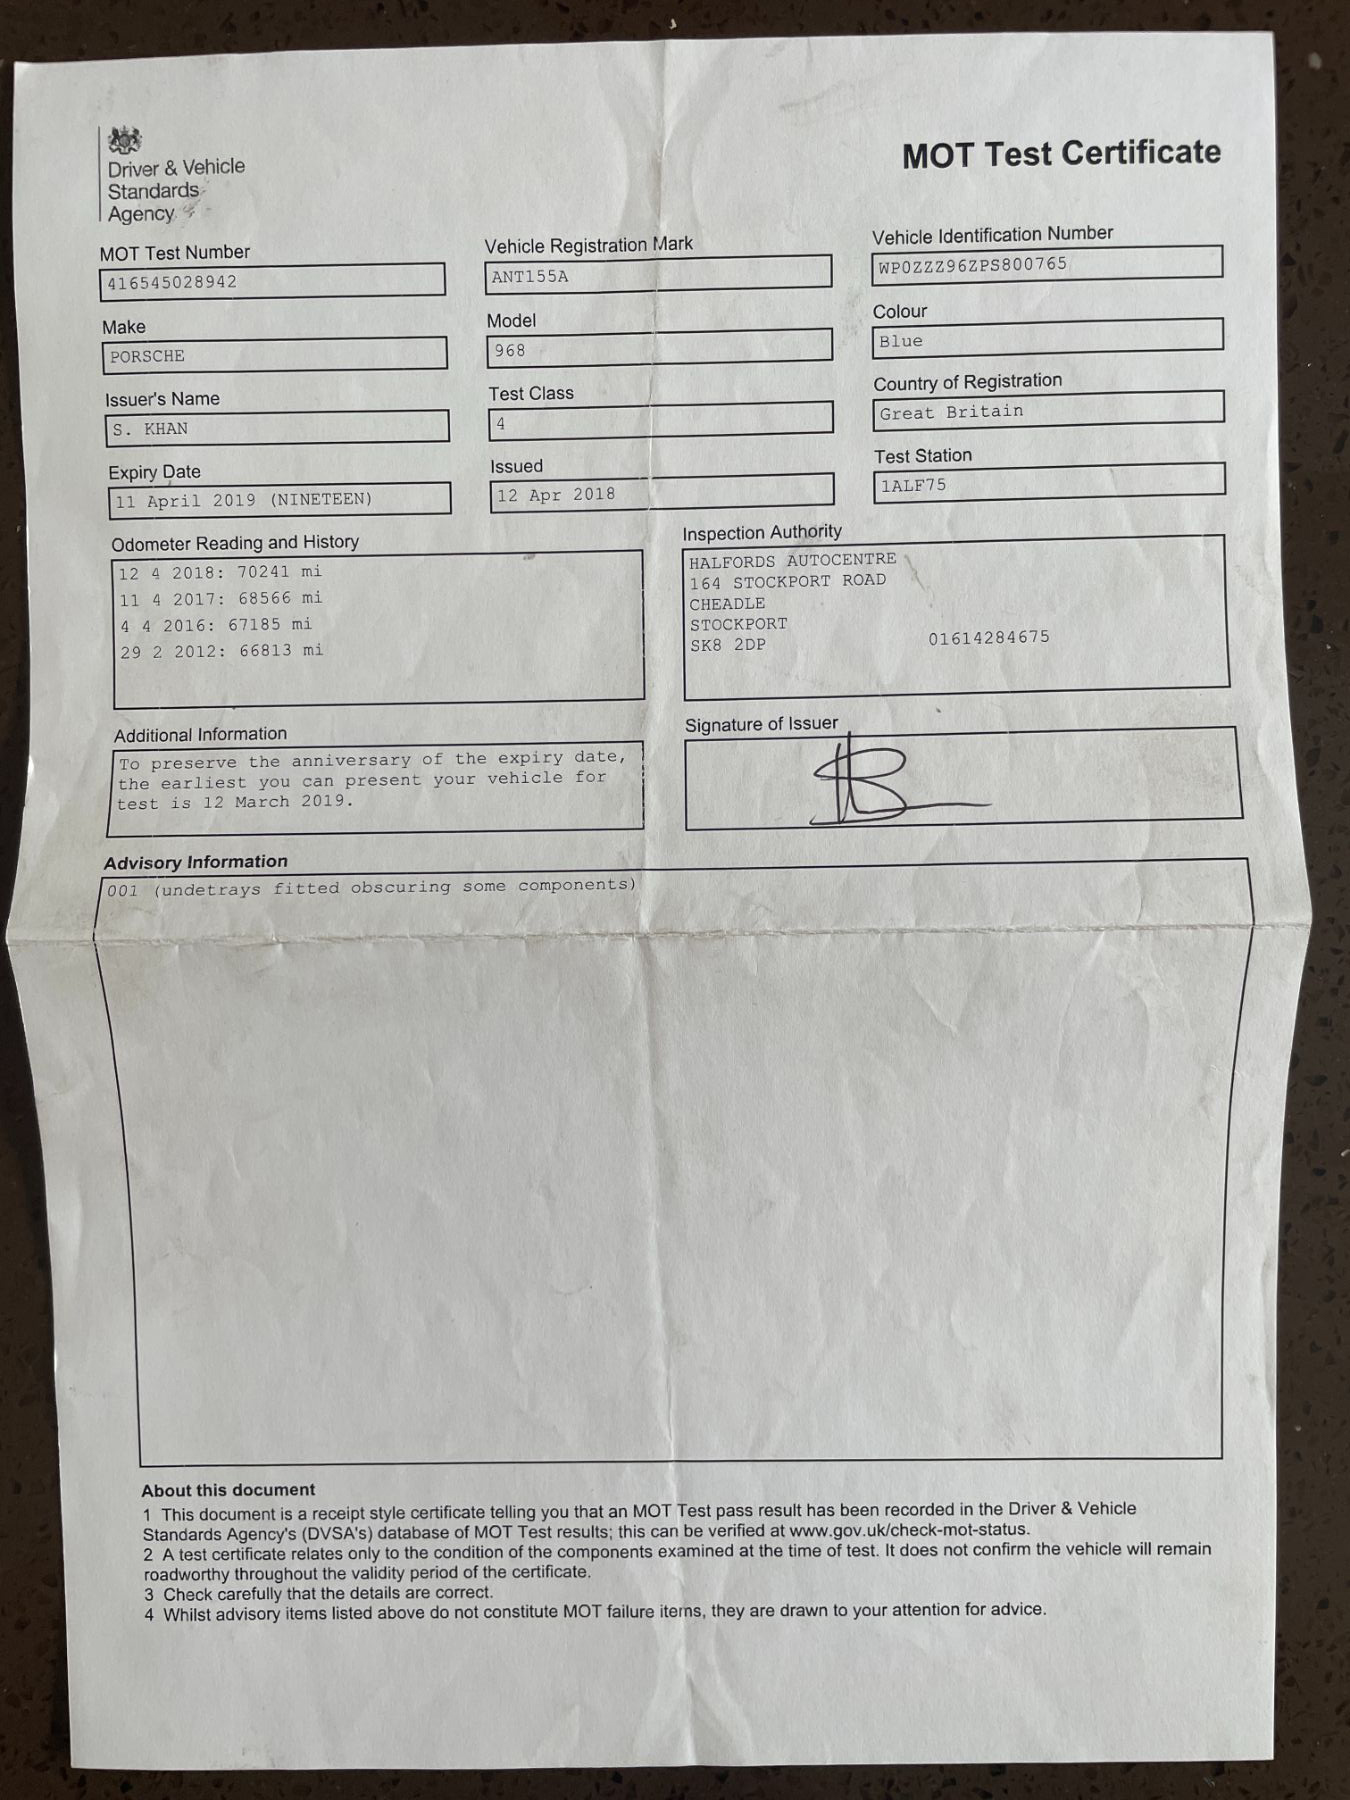 Driver & Vehicle
Standards
Agency
MOT Test Certificate
MOT Test Number
416545028942
Vehicle Registration Mark
ANT155A
Vehicle Identification Number
WP0ZZZ96ZPS800765
Make
PORSCHE
Model
968
Colour
Blue
Issuer's Name
S. KHAN
Test Class
4
Country of Registration
Great Britain
Expiry Date
11 April 2019 (NINETEEN)
Issued
12 Apr 2018
Test Station
1ALF75
Odometer Reading and History
12 4 2018: 70241 mi
11 4 2017: 68566 mi
4 4 2016: 67185 mi
29 2 2012: 66813 mi
Inspection Authority
HALFORDS AUTOCENTRE
164 STOCKPORT ROAD
CHEADLE
STOCKPORT
SK8 2DP 01614284675
Additional Information
To preserve the anniversary of the expiry date,
the earliest you can present your vehicle for
test is 12 March 2019.
Signature of Issuer
Advisory Information
001 (undetrays fitted obscuring some components)
About this document
1 This document is a receipt style certificate telling you that an MOT Test pass result has been recorded in the Driver & Vehicle
Standards Agency's (DVSA's) database of MOT Test results; this can be verified at www.gov.uk/check-mot-status.
2 A test certificate relates only to the condition of the components examined at the time of test. It does not confirm the vehicle will remain
roadworthy throughout the validity period of the certificate.
3 Check carefully that the details are correct.
4 Whilst advisory items listed above do not constitute MOT failure items, they are drawn to your attention for advice.